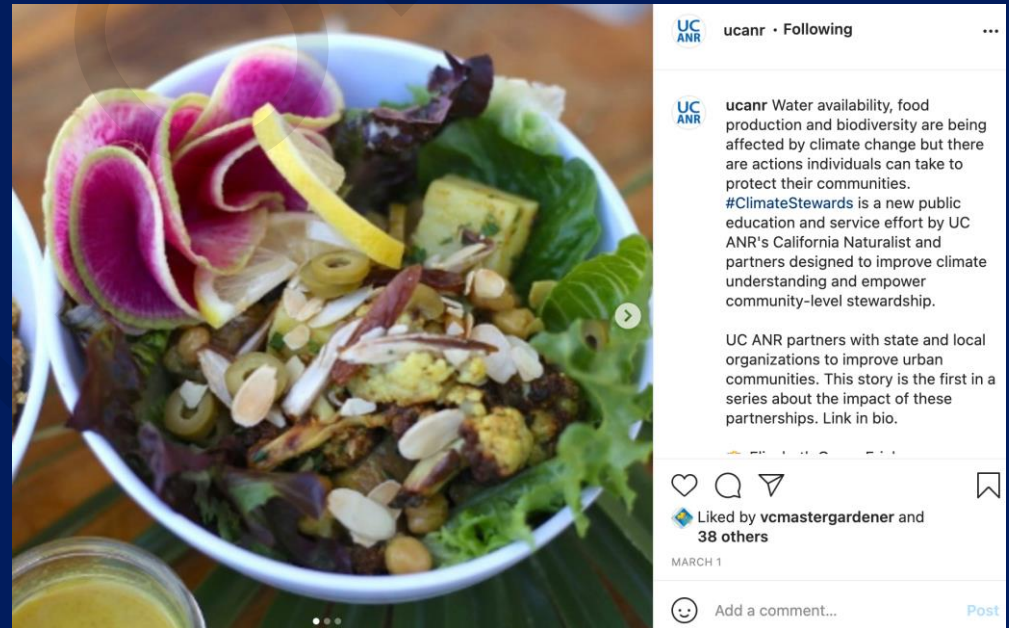 UC
ANR
ucanr • Following
UC
ANR
ucanr Water availability, food
production and biodiversity are being
affected by climate change but there
are actions individuals can take to
protect their communities.
#ClimateStewards is a new public
education and service effort by UC
ANR's California Naturalist and
partners designed to improve climate
understanding and empower
community-level stewardship.
UC ANR partners with state and local
organizations to improve urban
communities. This story is the first in a
series about the impact of these
partnerships. Link in bio.
Liked by vcmastergardener and
38 others
MARCH 1
Add a comment...
Post